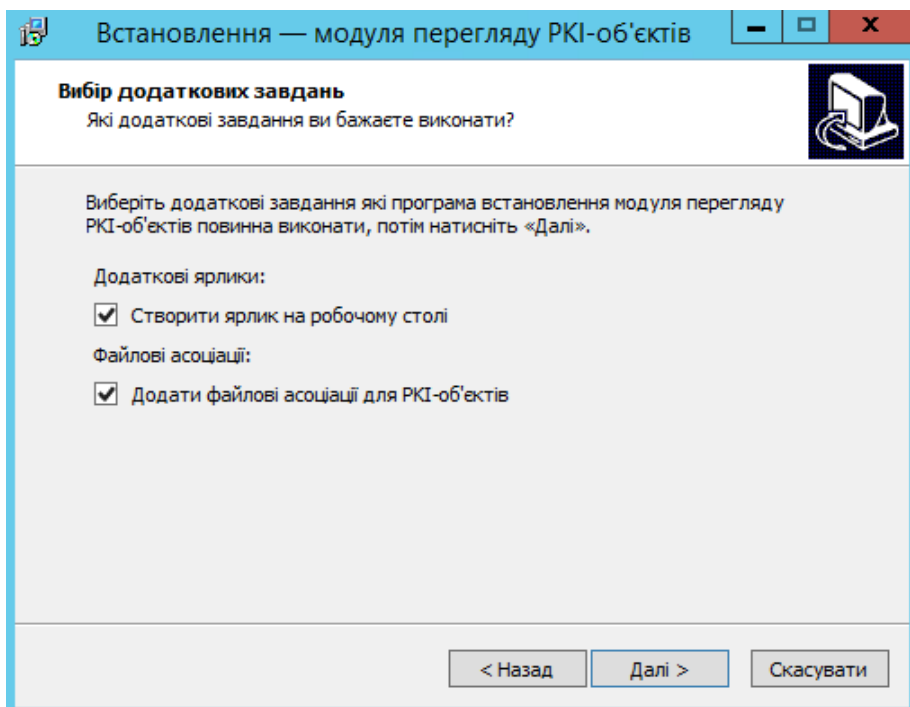 Встановлення — модуля перегляду PKI-об'єктів
Вибір додаткових завдань
Які додаткові завдання ви бажаєте виконати?
Виберіть додаткові завдання які програма встановлення модуля перегляду
PKI-об'єктів повинна виконати, потім натисніть «Далі».
Додаткові ярлики:
Створити ярлик на робочому столі
Файлові асоціації:
Додати файлові асоціації для PKI-об'єктів
< Назад
Далі >
Скасувати